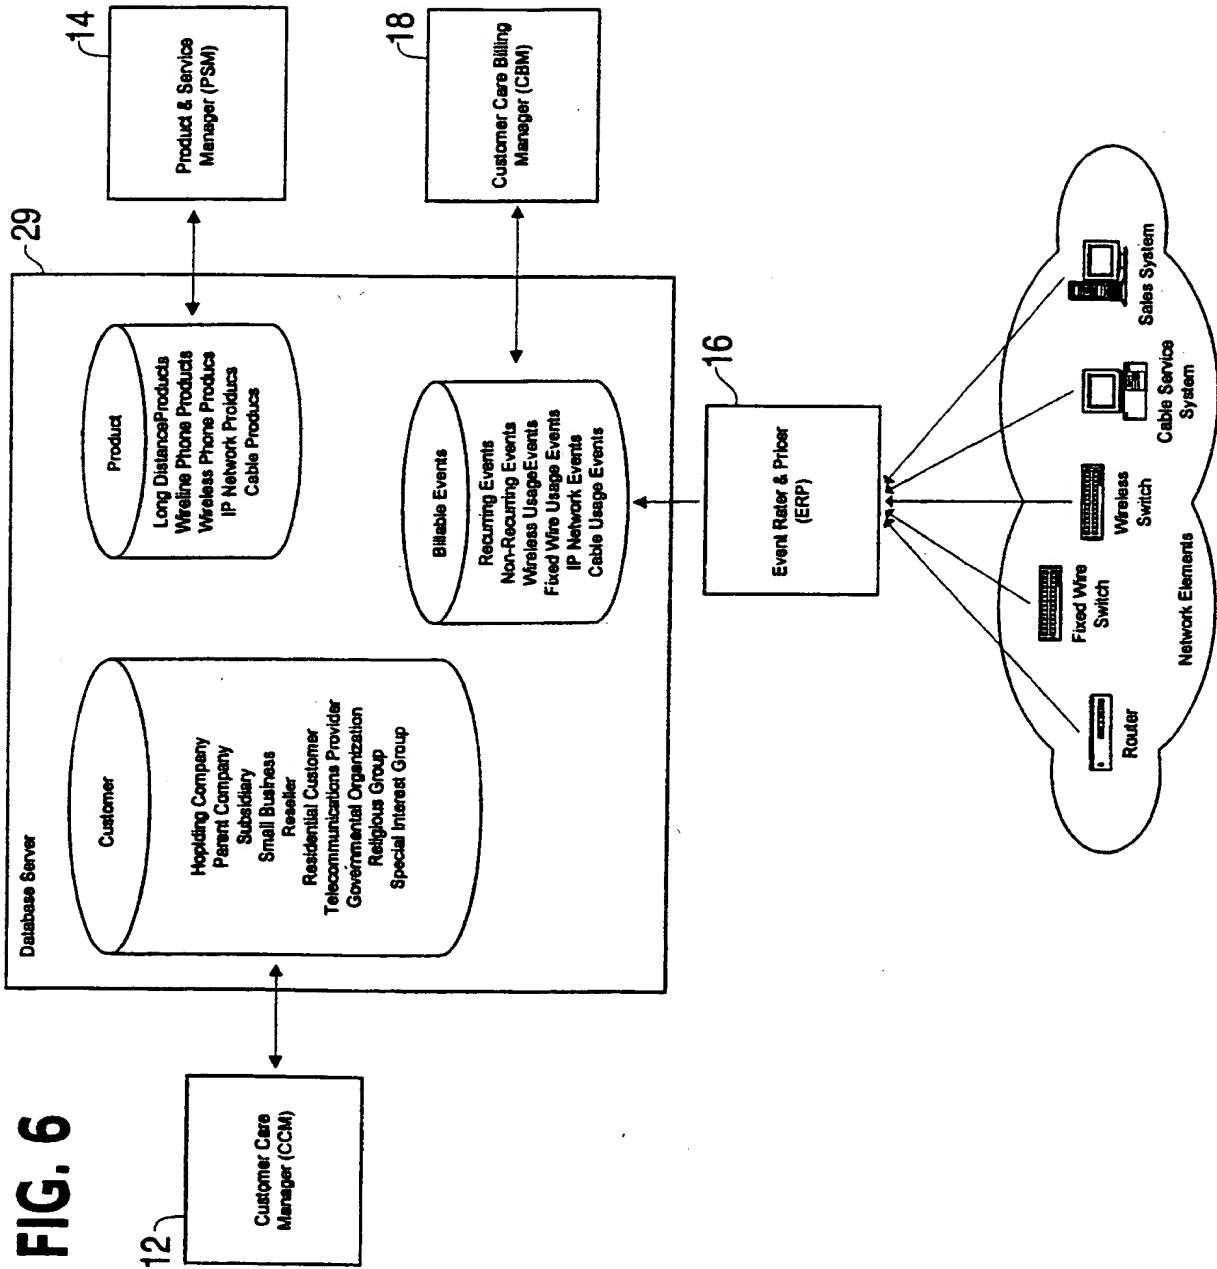 FIG. 6
12
Customer Care
Manager (CCM)
Database Server
29
Customer
Hoplding Company
Parent Company
Subsidiary
Small Business
Reseller
Residential Customer
Telecommunications Provider
Governmental Organization
Religious Group
Special Interest Group
Product
Long DistanceProducts
Wireline Phone Products
Wireless Phone Producs
IP Network Proiducs
Cable Producs
Billable Events
Recurring Events
Non-Recurring Events
Wireless UsageEvents
Fixed Wire Usage Events
IP Network Events
Cable Usage Events
14
Product & Service
Manager (PSM)
18
Customer Care Billing
Manager (CBM)
16
Event Rater & Pricer
(ERP)
Router
Fixed Wire
Switch
Wireless
Switch
Cable Service
System
Sales System
Network Elements